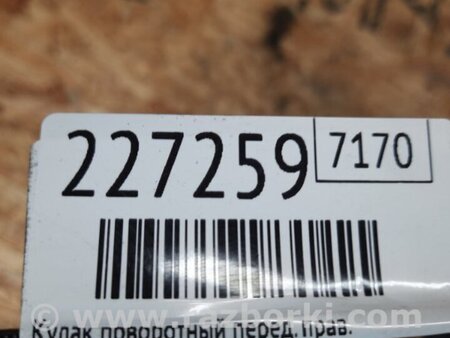 227259
7170
Кулак поворотный перед. прав.
www.razborki.com